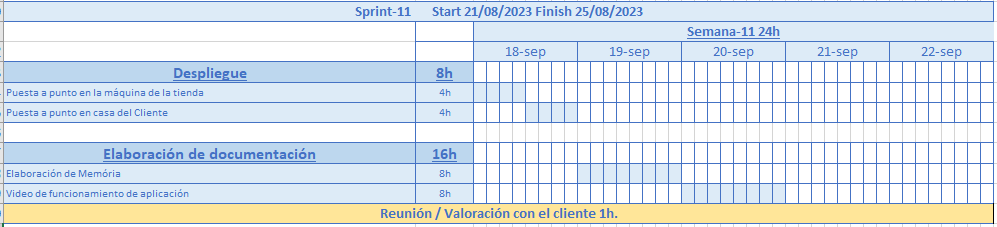 Sprint-11 Start 21/08/2023 Finish 25/08/2023
Semana-11 24h
18-sep 19-sep 20-sep 21-sep 22-sep
Despliegue 8h
Puesta a punto en la máquina de la tienda 4h
Puesta a punto en casa del Cliente 4h
Elaboración de documentación 16h
Elaboración de Memória 8h
Video de funcionamiento de aplicación 8h
Reunión / Valoración con el cliente 1h.